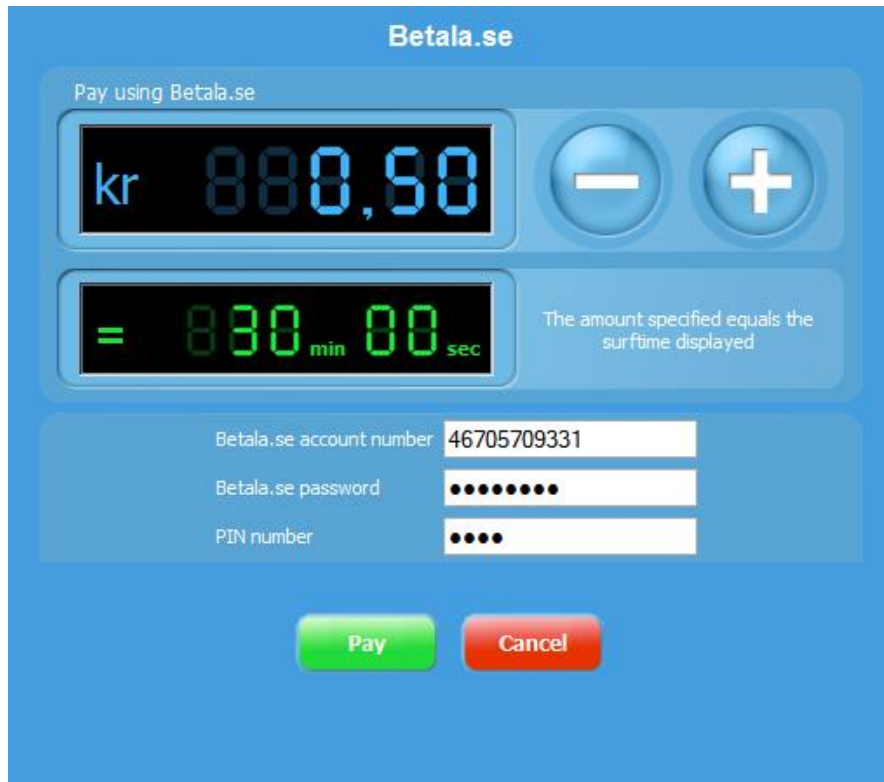 Betala.se
Pay using Betala.se
kr 0,50
= 30 min 00 sec
The amount specified equals the
surftime displayed
Betala.se account number 46705709331
Betala.se password ••••••••
PIN number ••••
Pay Cancel